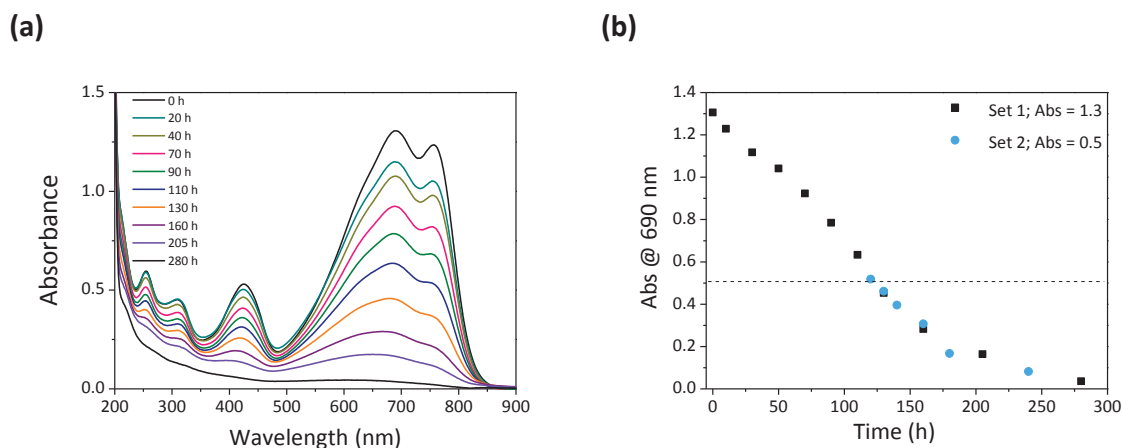 (a)
(b)
1.5
1.0
0.5
0.0
Absorbance
0 h
20 h
40 h
70 h
90 h
110 h
130 h
160 h
205 h
280 h
200 300 400 500 600 700 800 900
Wavelength (nm)
1.4
1.2
1.0
0.8
0.6
0.4
0.2
0.0
Abs @ 690 nm
Set 1; Abs = 1.3
Set 2; Abs = 0.5
0 50 100 150 200 250 300
Time (h)